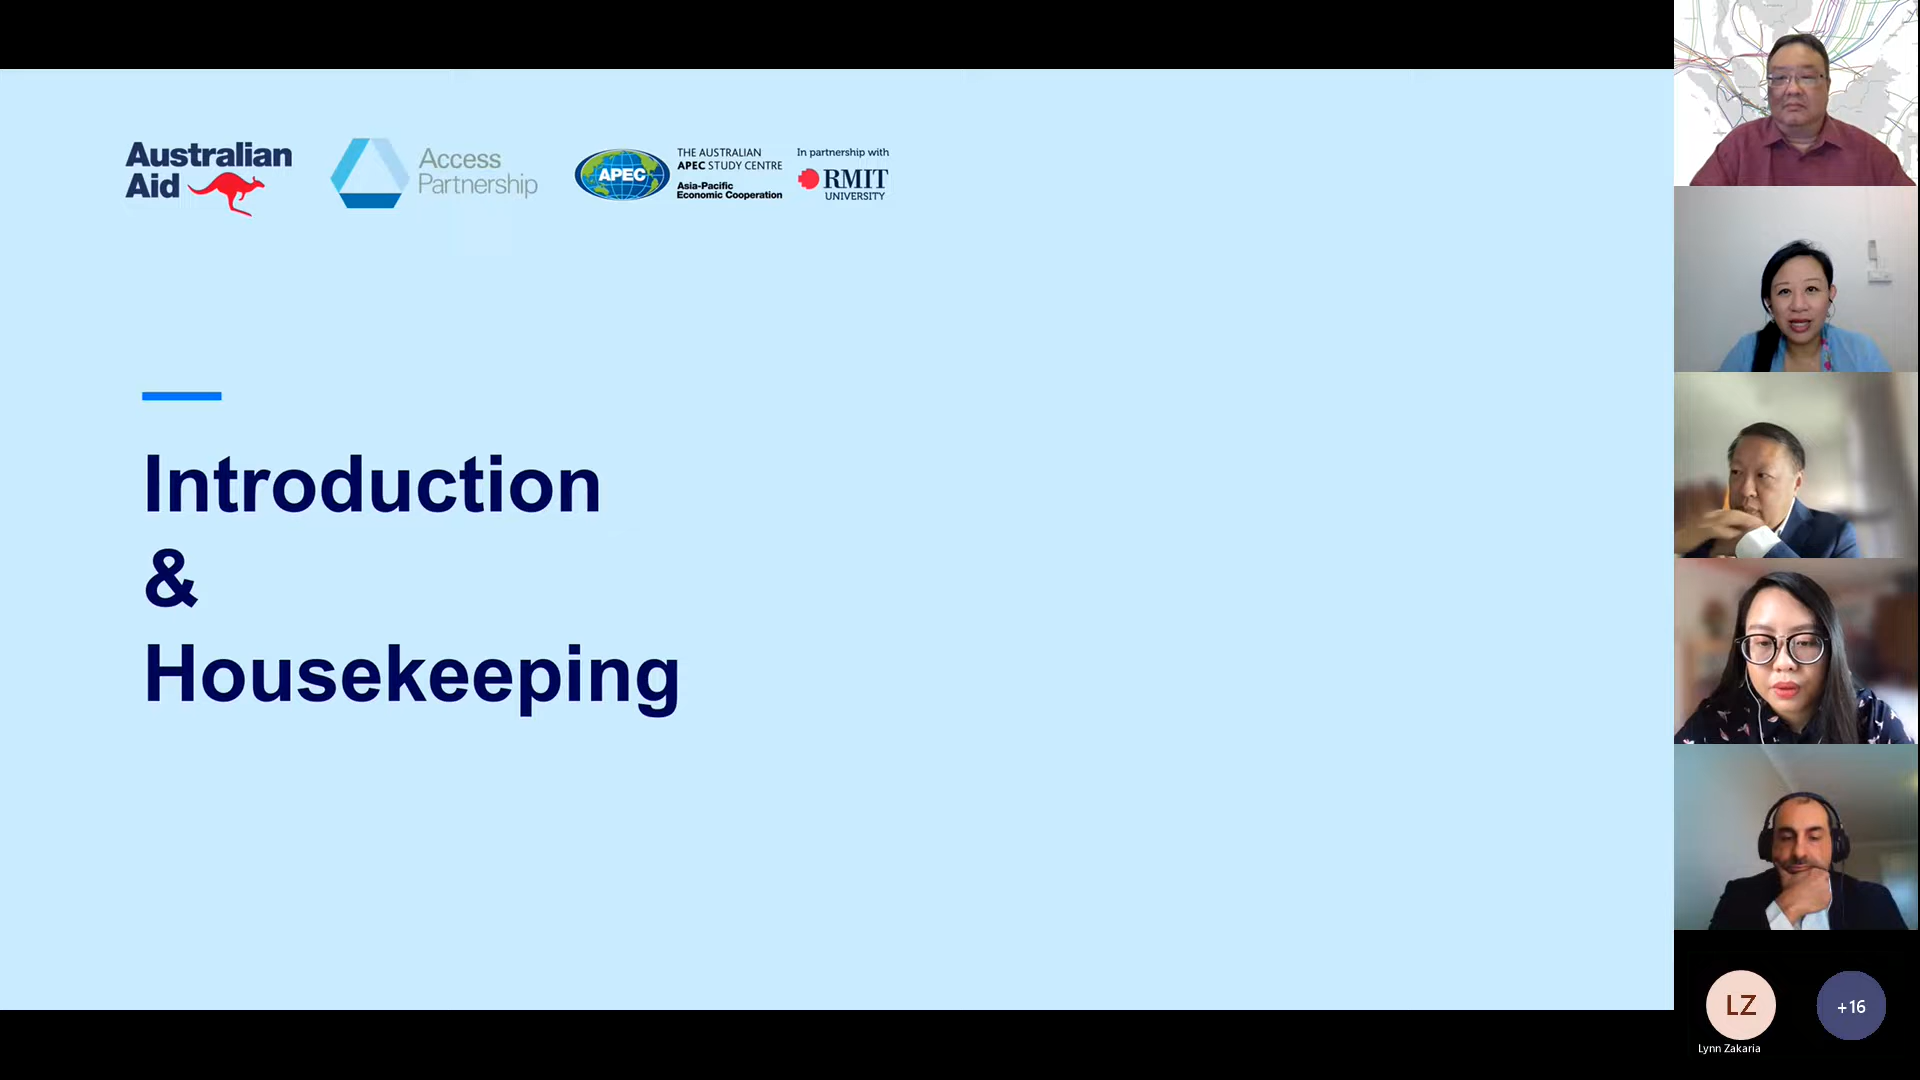 Australian
Aid
Access
Partnership
APEC
THE AUSTRALIAN
APEC STUDY CENTRE
Asia-Pacific
Economic Cooperation
In partnership with
RMIT
UNIVERSITY
Introduction
&
Housekeeping
LZ
+16
Lynn Zakaria